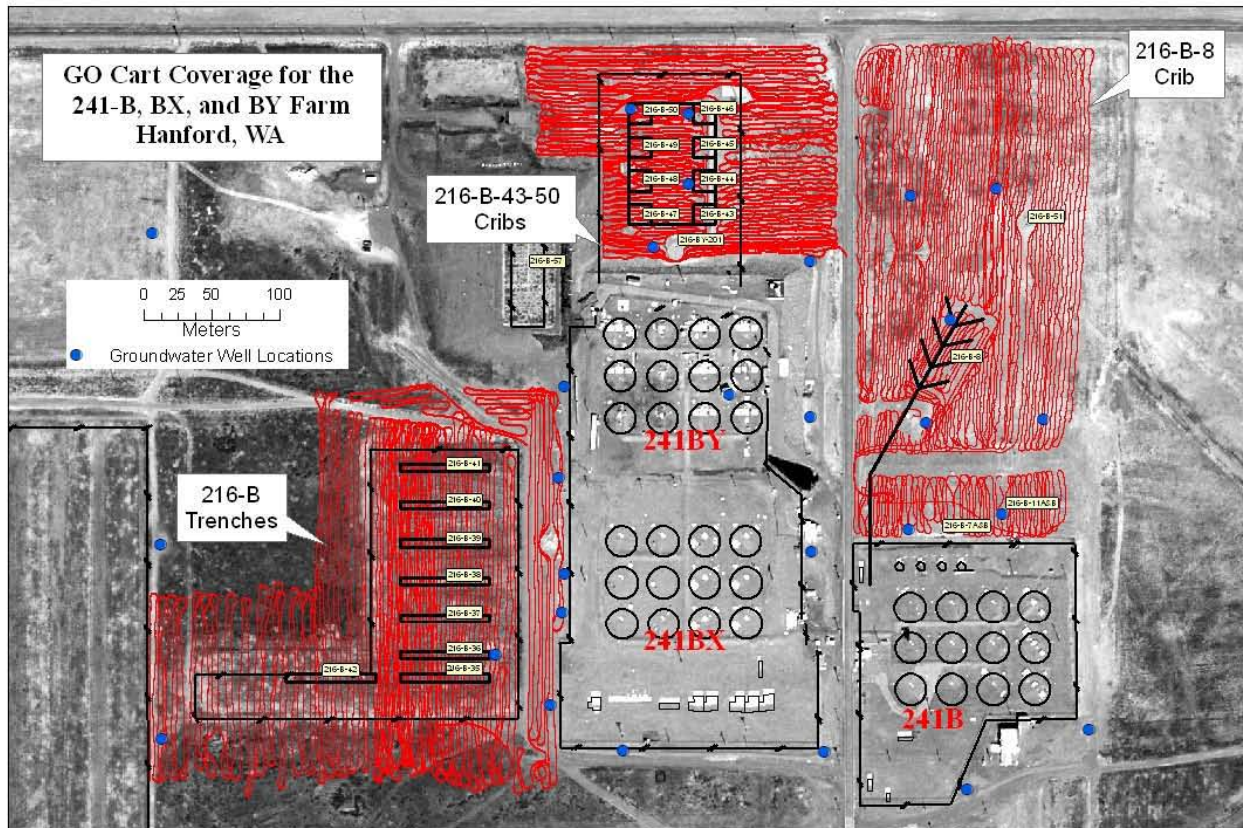 GO Cart Coverage for the
241-B, BX, and BY Farm
Hanford, WA
216-B-8
Crib
216-B-50
216-B-46
216-B-49
216-B-45
216-B-48
216-B-44
216-B-47
216-B-43
216-BY-201
216-B-43-50
Cribs
216-B-57
216-B-51
0 25 50 100
Meters
Groundwater Well Locations
216-B-8
241BY
216-B
Trenches
216-B-41
216-B-40
216-B-39
216-B-38
216-B-37
216-B-36
216-B-42
216-B-35
216-B-11A&B
216-B-7A&B
241BX
241B